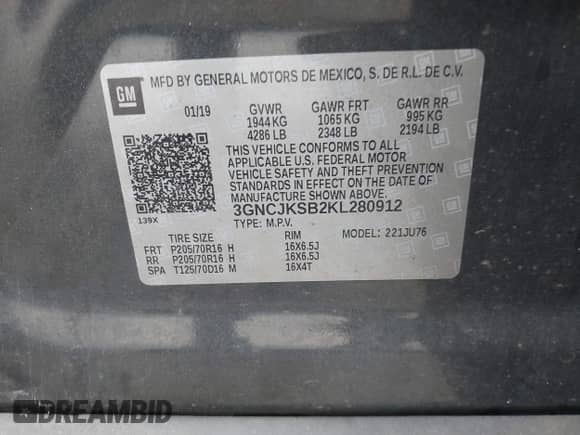 GM
MFD BY GENERAL MOTORS DE MEXICO, S. DE R.L. DE C.V.
01/19 GVWR GAWR FRT GAWR RR
1944 KG 1065 KG 995 KG
4286 LB 2348 LB 2194 LB
THIS VEHICLE CONFORMS TO ALL
APPLICABLE U.S. FEDERAL MOTOR
VEHICLE SAFETY AND THEFT PREVENTION
STANDARDS IN EFFECT ON THE DATE OF
MANUFACTURE SHOWN ABOVE.
3GNCJKSB2KL280912
139X
TYPE: M.P.V.
TIRE SIZE RIM MODEL: 221JU76
FRT P205/70R16 H 16X6.5J
RR P205/70R16 H 16X6.5J
SPA T125/70D16 M 16X4T
DREAMBID